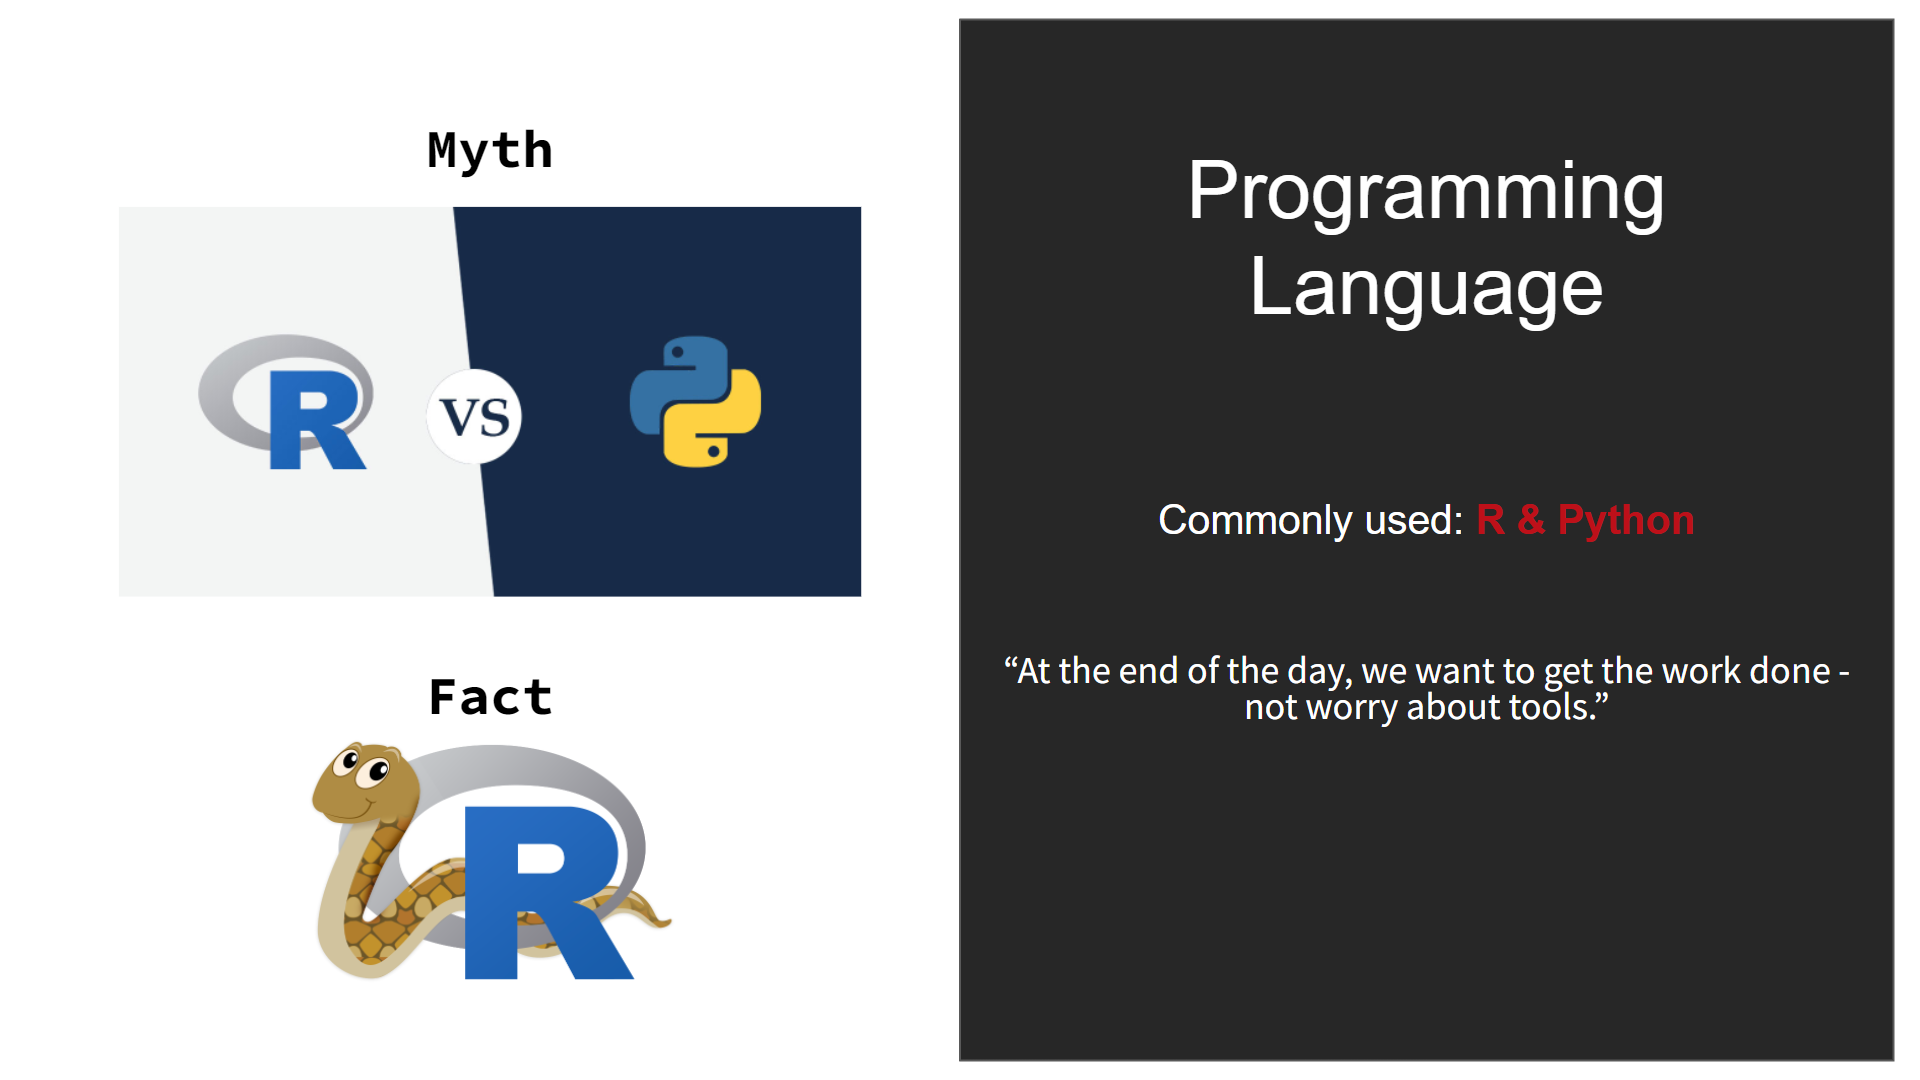 Myth
R
VS
Fact
R
Programming
Language
Commonly used: R & Python
“At the end of the day, we want to get the work done -
not worry about tools.”